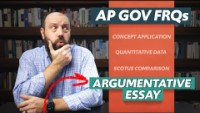 AP GOV FRQs
CONCEPT APPLICATION
QUANTITATIVE DATA
SCOTUS COMPARISON
ARGUMENTATIVE
ESSAY